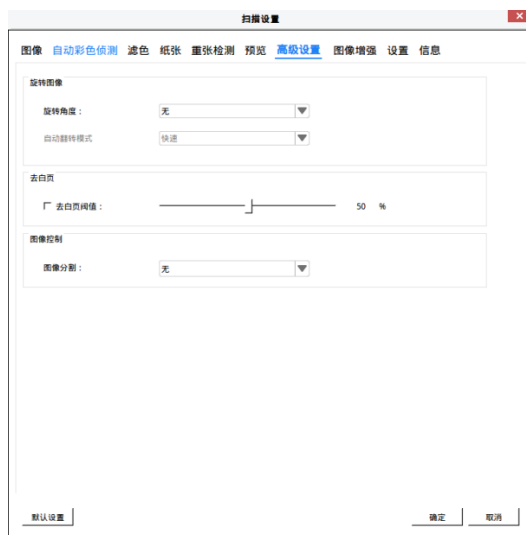 扫描设置
图像 自动彩色侦测 滤色 纸张 重张检测 预览 高级设置 图像增强 设置 信息
旋转图像
旋转角度： 无
自动翻转模式 快速
去白页
去白页阀值： 50 %
图像控制
图像分割： 无
默认设置 确定 取消